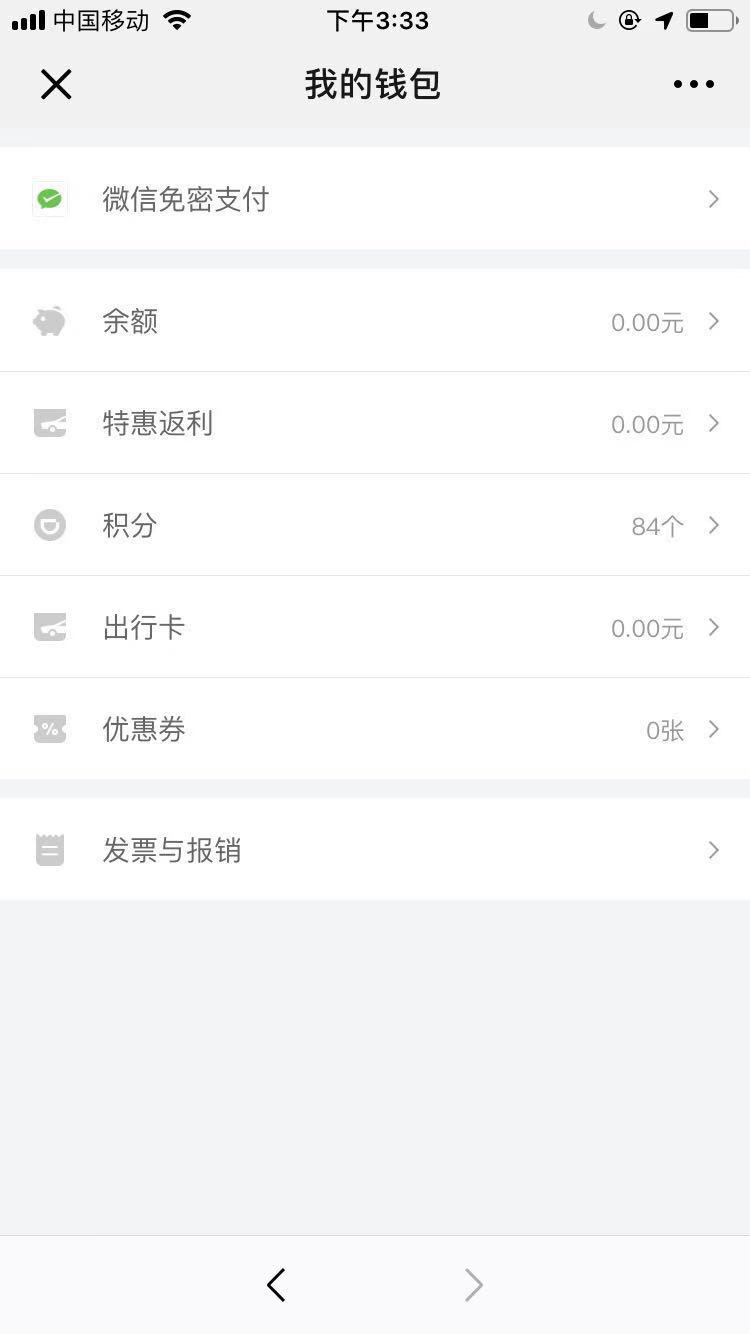 中国移动 下午3:33
我的钱包
微信免密支付
余额 0.00元
特惠返利 0.00元
积分 84个
出行卡 0.00元
优惠券 0张
发票与报销